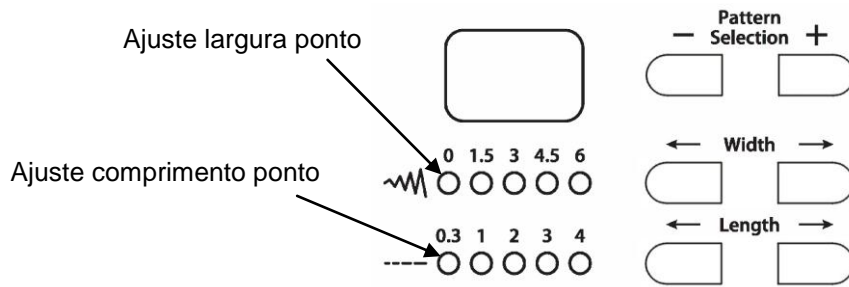 Ajuste largura ponto
Pattern
− Selection +
0 1.5 3 4.5 6
← Width →
Ajuste comprimento ponto
0.3 1 2 3 4
← Length →